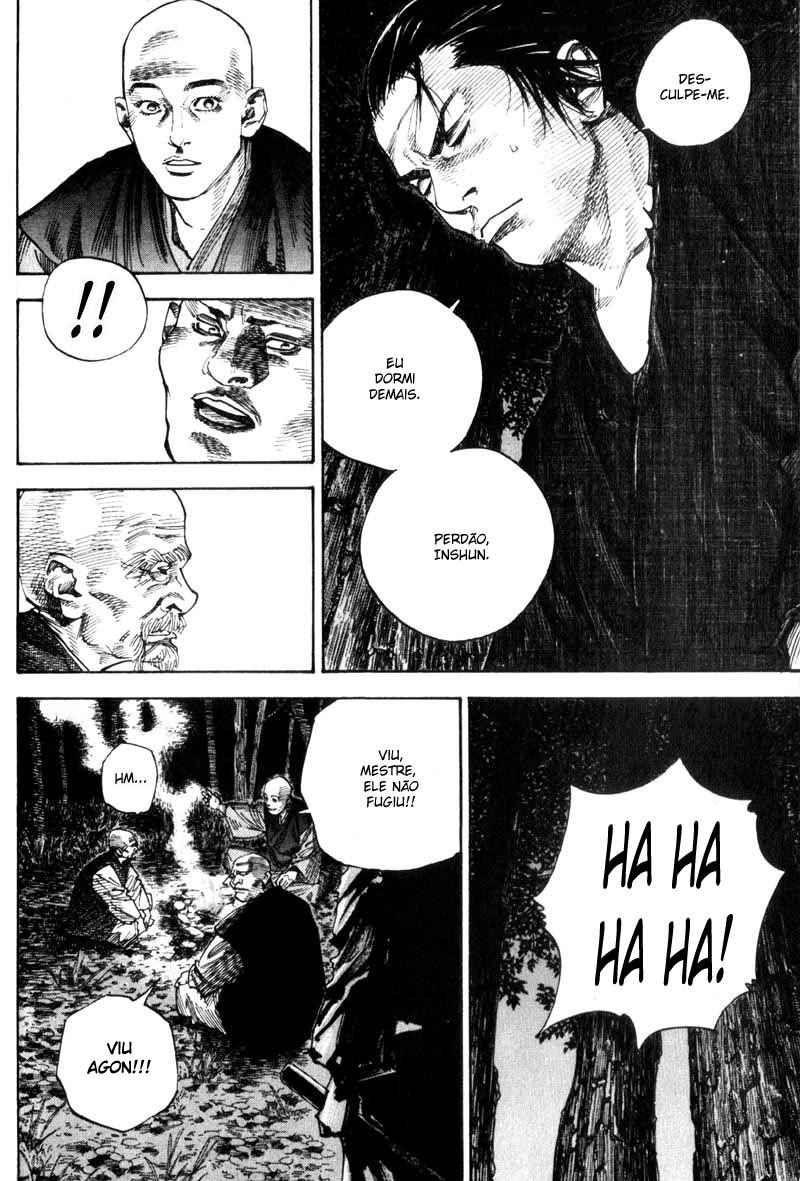 DES-
CULPE-ME.
EU
DORMI
DEMAIS.
PERDÃO,
INSHUN.
!!
HA HA
HA HA!
VIU,
MESTRE,
ELE NÃO
FUGIU!!
HM...
VIU
AGON!!!